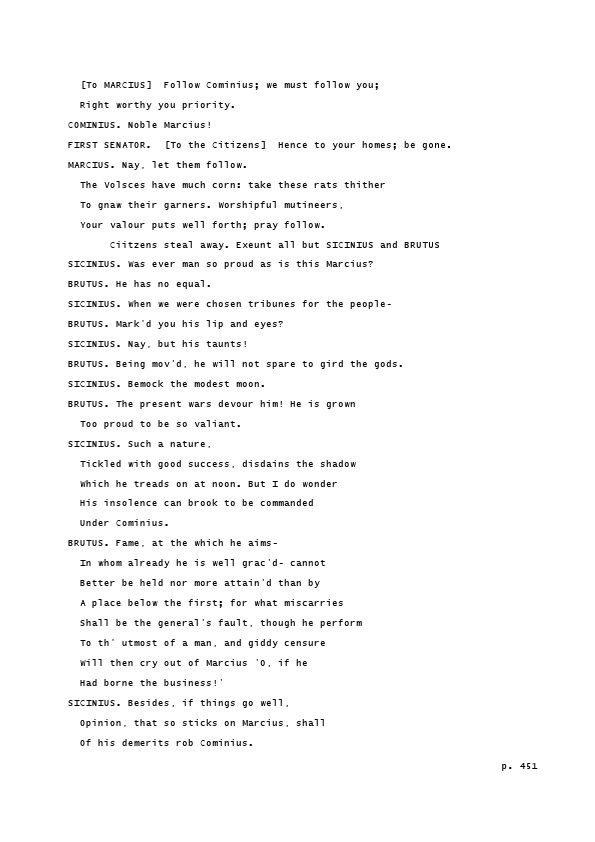 [To MARCIUS]  Follow Cominius; we must follow you;
Right worthy you priority.
COMINIUS. Noble Marcius!
FIRST SENATOR.  [To the Citizens]  Hence to your homes; be gone.
MARCIUS. Nay, let them follow.
The Volsces have much corn: take these rats thither
To gnaw their garners. Worshipful mutineers,
Your valour puts well forth; pray follow.
Ciitzens steal away. Exeunt all but SICINIUS and BRUTUS
SICINIUS. Was ever man so proud as is this Marcius?
BRUTUS. He has no equal.
SICINIUS. When we were chosen tribunes for the people-
BRUTUS. Mark'd you his lip and eyes?
SICINIUS. Nay, but his taunts!
BRUTUS. Being mov'd, he will not spare to gird the gods.
SICINIUS. Bemock the modest moon.
BRUTUS. The present wars devour him! He is grown
Too proud to be so valiant.
SICINIUS. Such a nature,
Tickled with good success, disdains the shadow
Which he treads on at noon. But I do wonder
His insolence can brook to be commanded
Under Cominius.
BRUTUS. Fame, at the which he aims-
In whom already he is well grac'd- cannot
Better be held nor more attain'd than by
A place below the first; for what miscarries
Shall be the general's fault, though he perform
To th' utmost of a man, and giddy censure
Will then cry out of Marcius 'O, if he
Had borne the business!'
SICINIUS. Besides, if things go well,
Opinion, that so sticks on Marcius, shall
Of his demerits rob Cominius.
p. 451